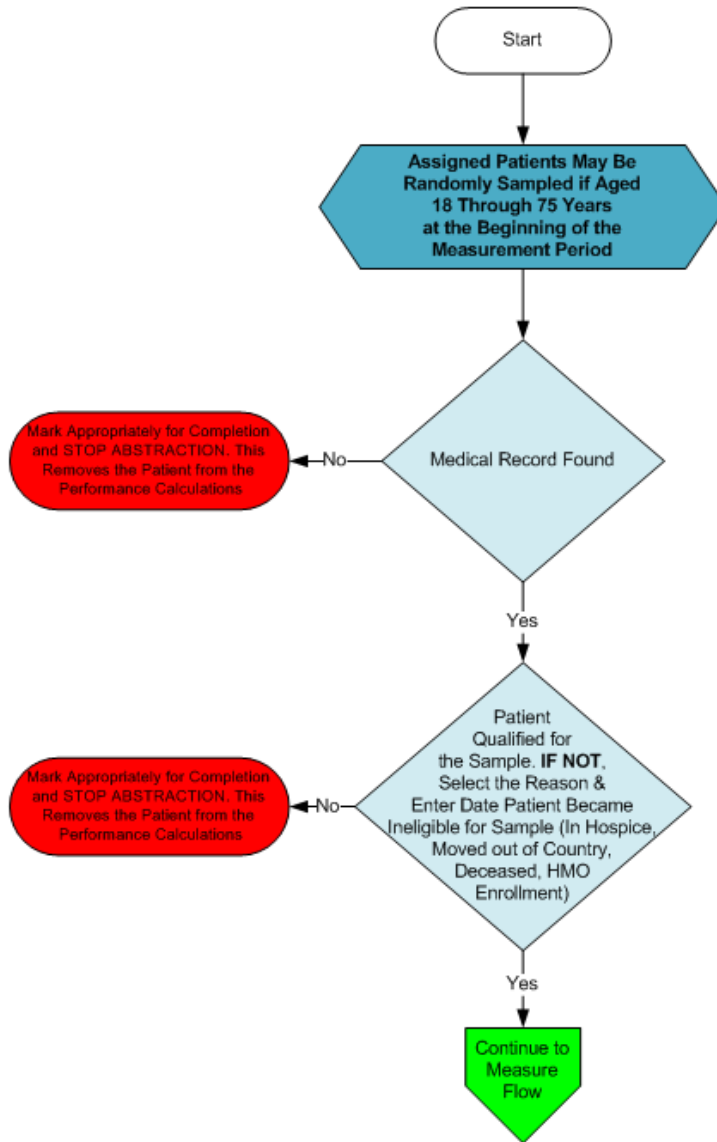 Start
Assigned Patients May Be
Randomly Sampled if Aged
18 Through 75 Years
at the Beginning of the
Measurement Period
Medical Record Found
No
Mark Appropriately for Completion
and STOP ABSTRACTION. This
Removes the Patient from the
Performance Calculations
Yes
Patient
Qualified for
the Sample. IF NOT,
Select the Reason &
Enter Date Patient Became
Ineligible for Sample (In Hospice,
Moved out of Country,
Deceased, HMO
Enrollment)
No
Mark Appropriately for Completion
and STOP ABSTRACTION. This
Removes the Patient from the
Performance Calculations
Yes
Continue to
Measure
Flow